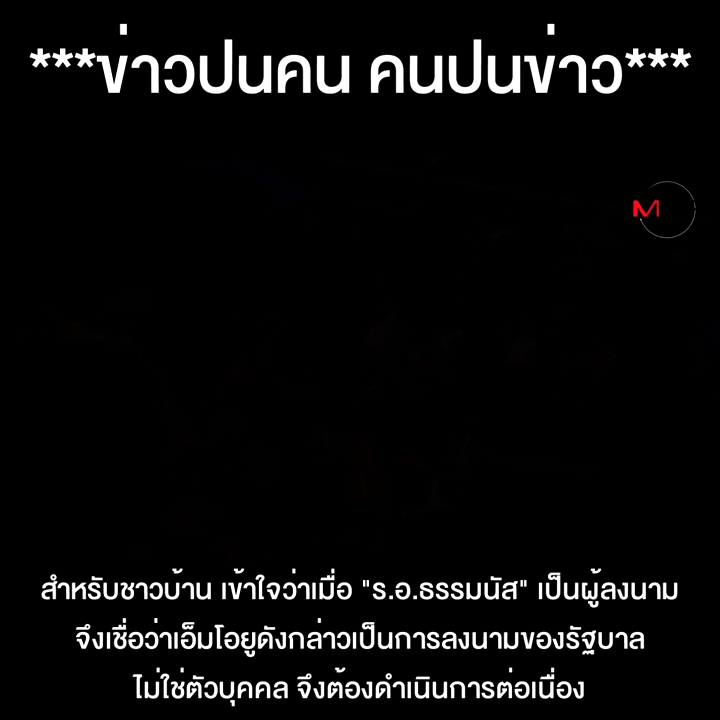 ***ข่าวปนคน คนปนข่าว***
M
สำหรับชาวบ้าน เข้าใจว่าเมื่อ "ร.อ.ธรรมนัส" เป็นผู้ลงนาม
จึงเชื่อว่าเอ็มโอยูดังกล่าวเป็นการลงนามของรัฐบาล
ไม่ใช่ตัวบุคคล จึงต้องดำเนินการต่อเนื่อง